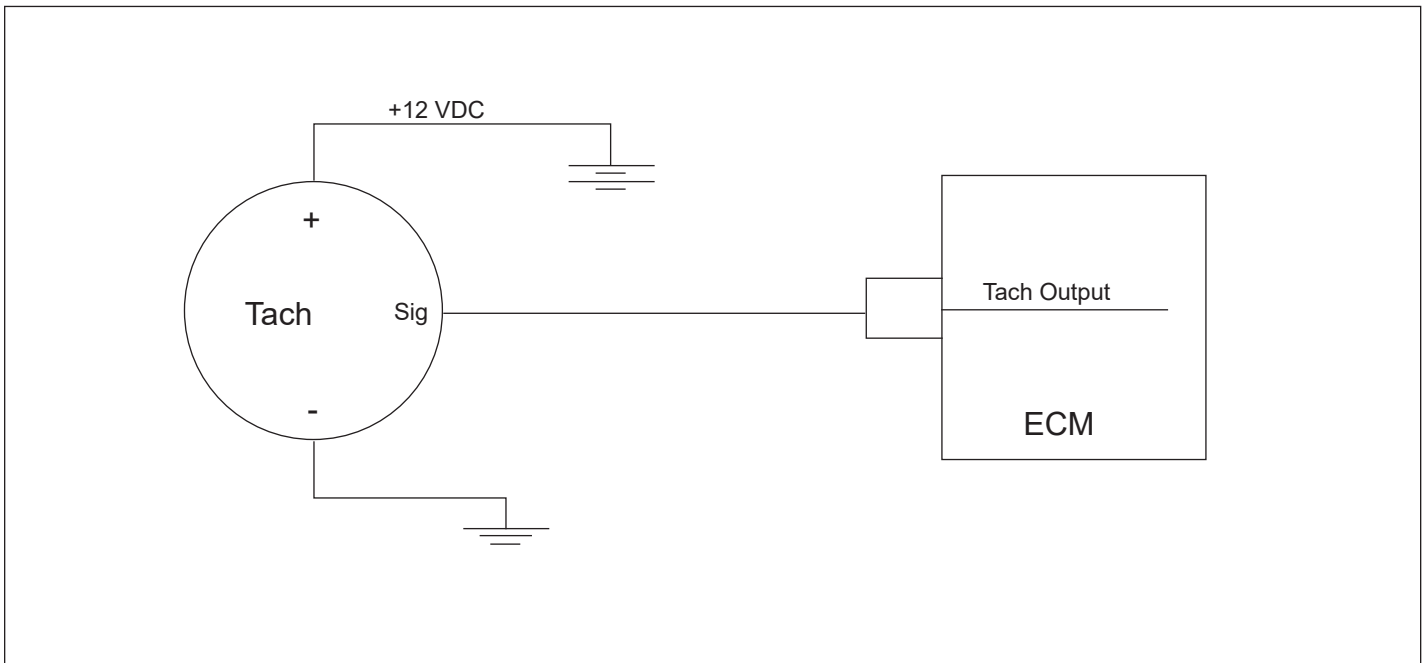 +12 VDC
+
Tach
Sig
-
Tach Output
ECM